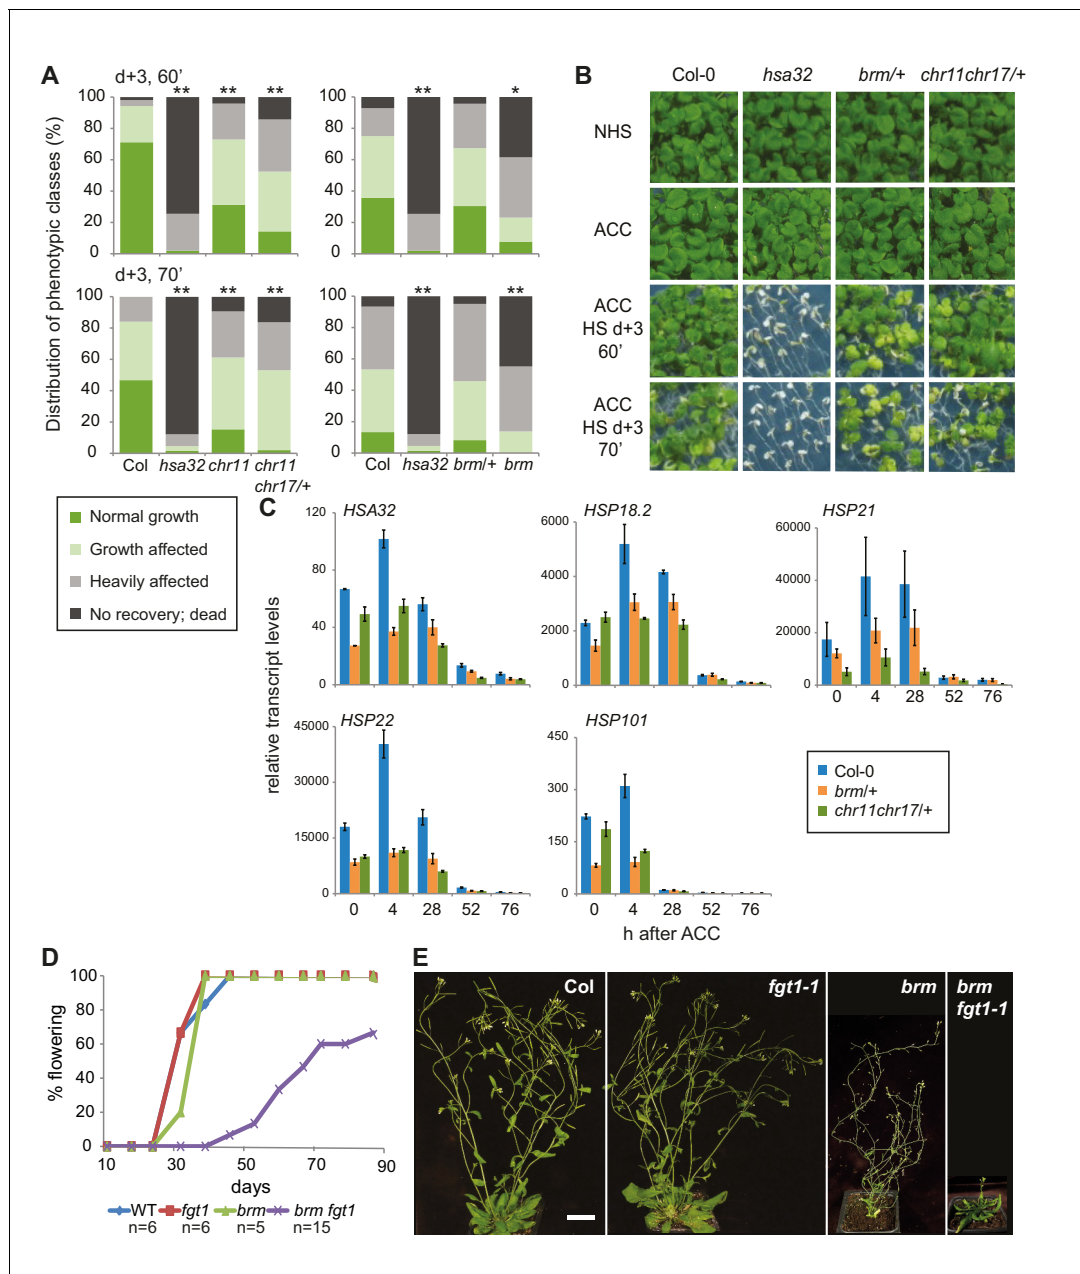 A
d+3, 60'
** ** **
** *
100
80
60
40
20
0
100
80
60
40
20
0
Distribution of phenotypic classes (%)
d+3, 70'
** ** **
** **
100
80
60
40
20
0
100
80
60
40
20
0
Col hsa32 chr11 chr11 chr17/+
Col hsa32 brm/+ brm
Normal growth
Growth affected
Heavily affected
No recovery; dead
B
Col-0 hsa32 brm/+ chr11chr17/+
NHS
ACC
ACC
HS d+3
60'
ACC
HS d+3
70'
C
relative transcript levels
HSA32
120
80
40
0
HSP18.2
6000
4000
2000
0
HSP21
60000
40000
20000
0
0 4 28 52 76
HSP22
45000
30000
15000
0
0 4 28 52 76
HSP101
450
300
150
0
0 4 28 52 76
h after ACC
Col-0
brm/+
chr11chr17/+
D
% flowering
100
80
60
40
20
0
10 30 50 70 90
days
WT fgt1 brm brm fgt1
n=6 n=6 n=5 n=15
E
Col
fgt1-1
brm
brm
fgt1-1